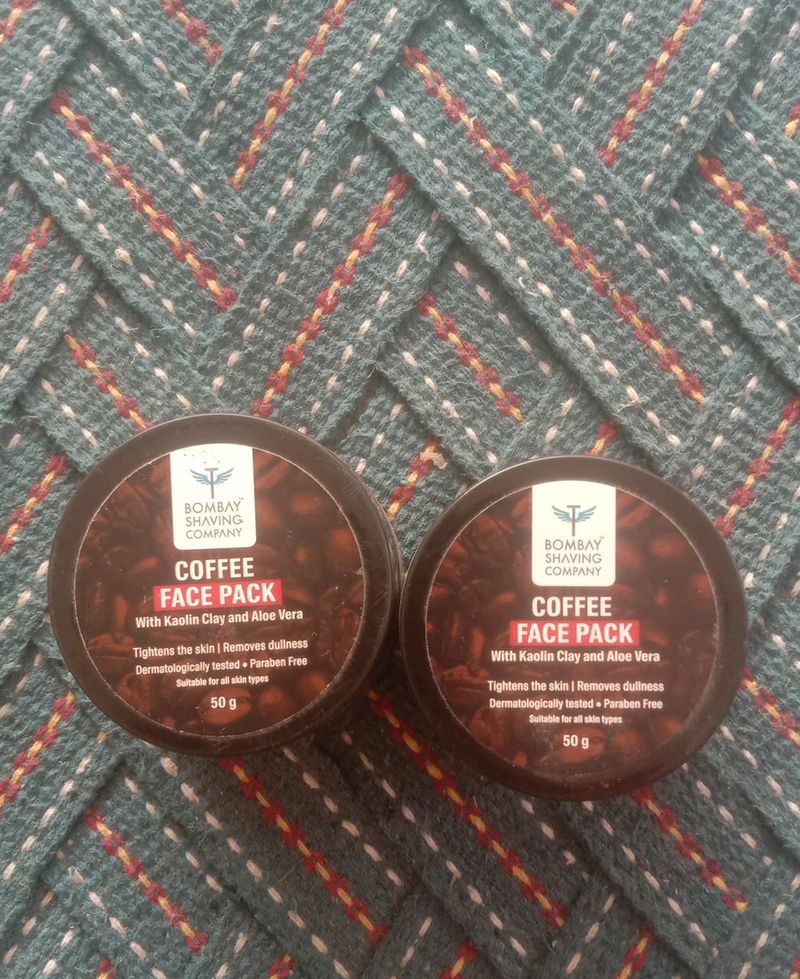 BOMBAY™
SHAVING
COMPANY
COFFEE
FACE PACK
With Kaolin Clay and Aloe Vera
Tightens the skin | Removes dullness
Dermatologically tested • Paraben Free
Suitable for all skin types
50 g
BOMBAY™
SHAVING
COMPANY
COFFEE
FACE PACK
With Kaolin Clay and Aloe Vera
Tightens the skin | Removes dullness
Dermatologically tested • Paraben Free
Suitable for all skin types
50 g